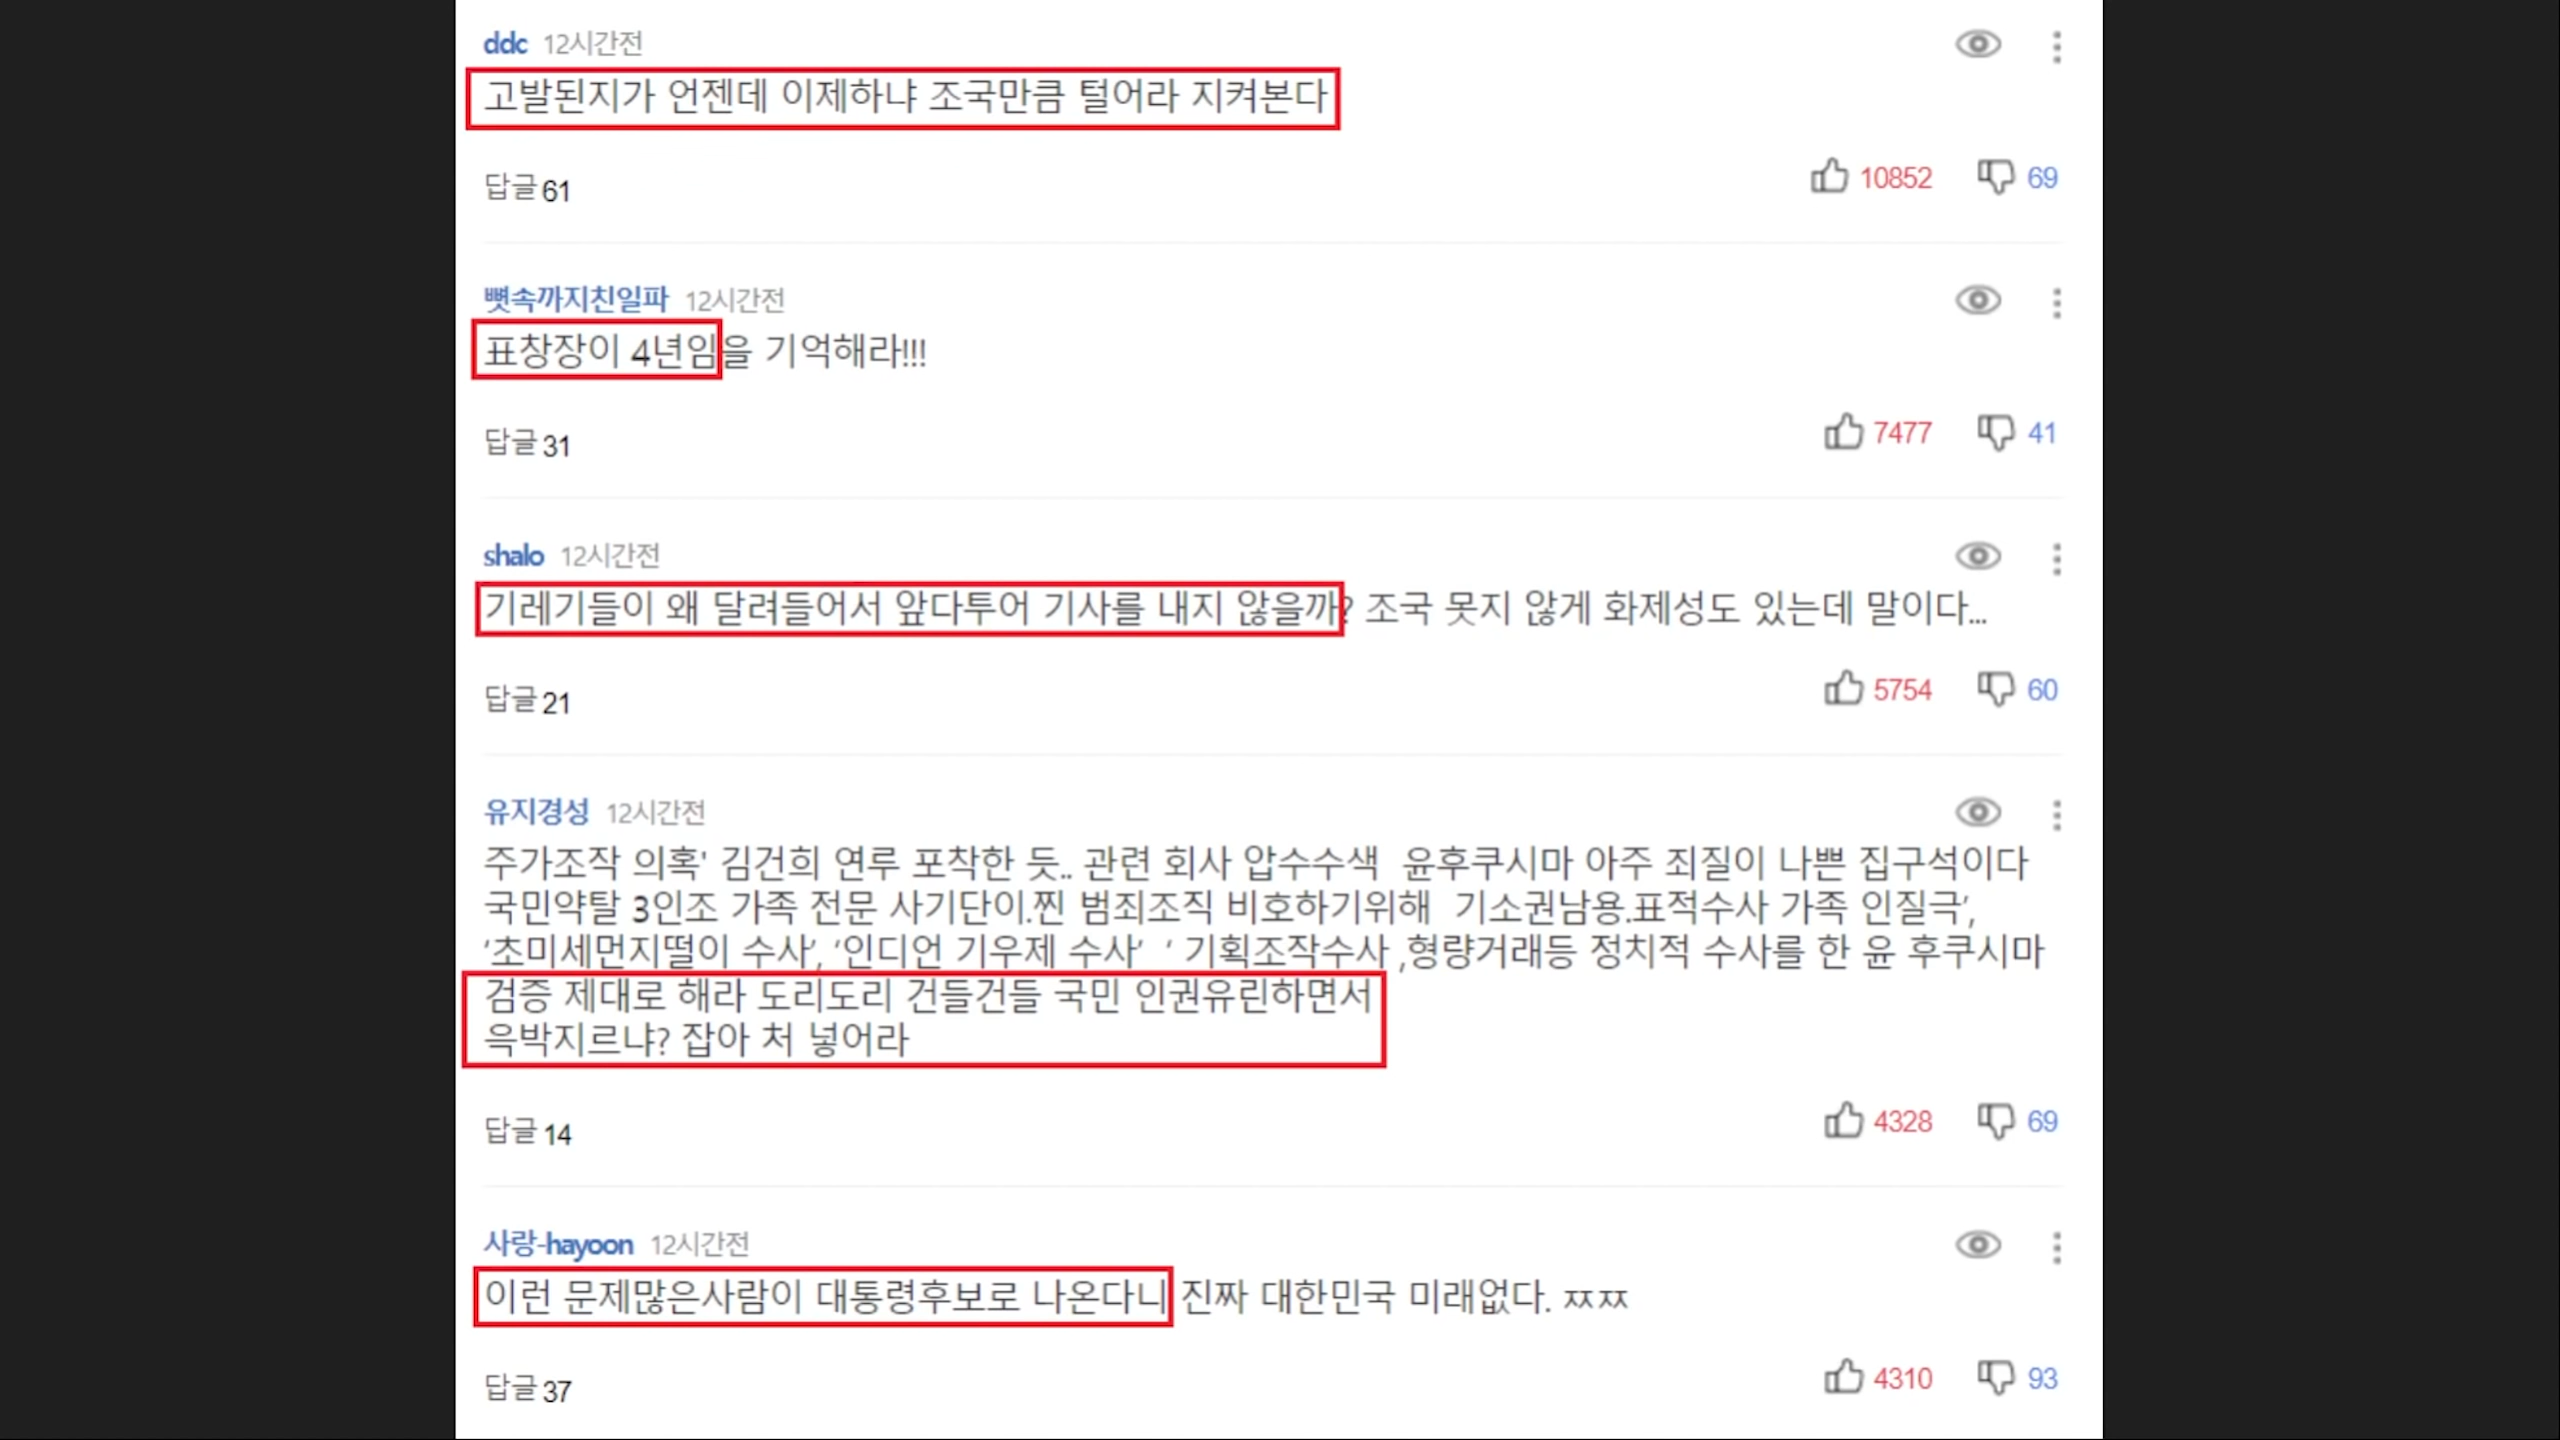 ddc 12시간전
고발된지가 언젠데 이제하냐 조국만큼 털어라 지켜본다
답글 61 10852 69
뼛속까지친일파 12시간전
표창장이 4년임을 기억해라!!!
답글 31 7477 41
shalo 12시간전
기레기들이 왜 달려들어서 앞다투어 기사를 내지 않을까? 조국 못지 않게 화제성도 있는데 말이다...
답글 21 5754 60
유지경성 12시간전
주가조작 의혹' 김건희 연루 포착한 듯.. 관련 회사 압수수색 윤후쿠시마 아주 죄질이 나쁜 집구석이다
국민약탈 3인조 가족 전문 사기단이.찐 범죄조직 비호하기위해 기소권남용.표적수사 가족 인질극',
'초미세먼지떨이 수사', '인디언 기우제 수사' ' 기획조작수사 ,형량거래등 정치적 수사를 한 윤 후쿠시마
검증 제대로 해라 도리도리 건들건들 국민 인권유린하면서
윽박지르냐? 잡아 처 넣어라
답글 14 4328 69
사랑-hayoon 12시간전
이런 문제많은사람이 대통령후보로 나온다니 진짜 대한민국 미래없다. ㅉㅉ
답글 37 4310 93